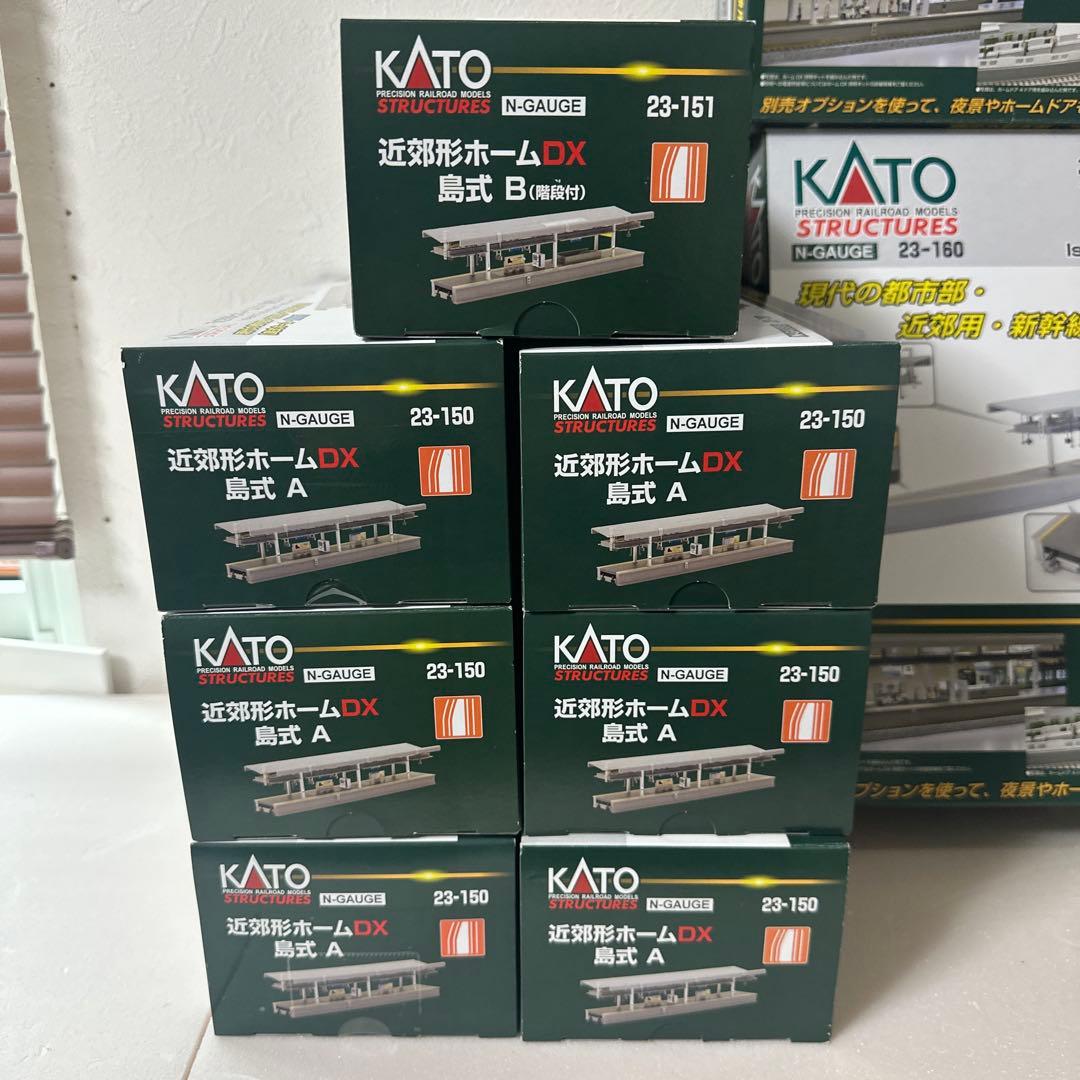 KATO
PRECISION RAILROAD MODELS
STRUCTURES
N-GAUGE
23-151
近郊形ホームDX
島式 B(階段付)
KATO
PRECISION RAILROAD MODELS
STRUCTURES
N-GAUGE
23-150
近郊形ホームDX
島式 A
KATO
PRECISION RAILROAD MODELS
STRUCTURES
N-GAUGE
23-150
近郊形ホームDX
島式 A
KATO
PRECISION RAILROAD MODELS
STRUCTURES
N-GAUGE
23-150
近郊形ホームDX
島式 A
KATO
PRECISION RAILROAD MODELS
STRUCTURES
N-GAUGE
23-150
近郊形ホームDX
島式 A
KATO
PRECISION RAILROAD MODELS
STRUCTURES
N-GAUGE
23-150
近郊形ホームDX
島式 A
KATO
PRECISION RAILROAD MODELS
STRUCTURES
N-GAUGE
23-150
近郊形ホームDX
島式 A
別売オプションを使って、夜景やホームドア
KATO
PRECISION RAILROAD MODELS
STRUCTURES
N-GAUGE
23-160
Is
現代の都市部・
近郊用・新幹線
プションを使って、夜景やホー